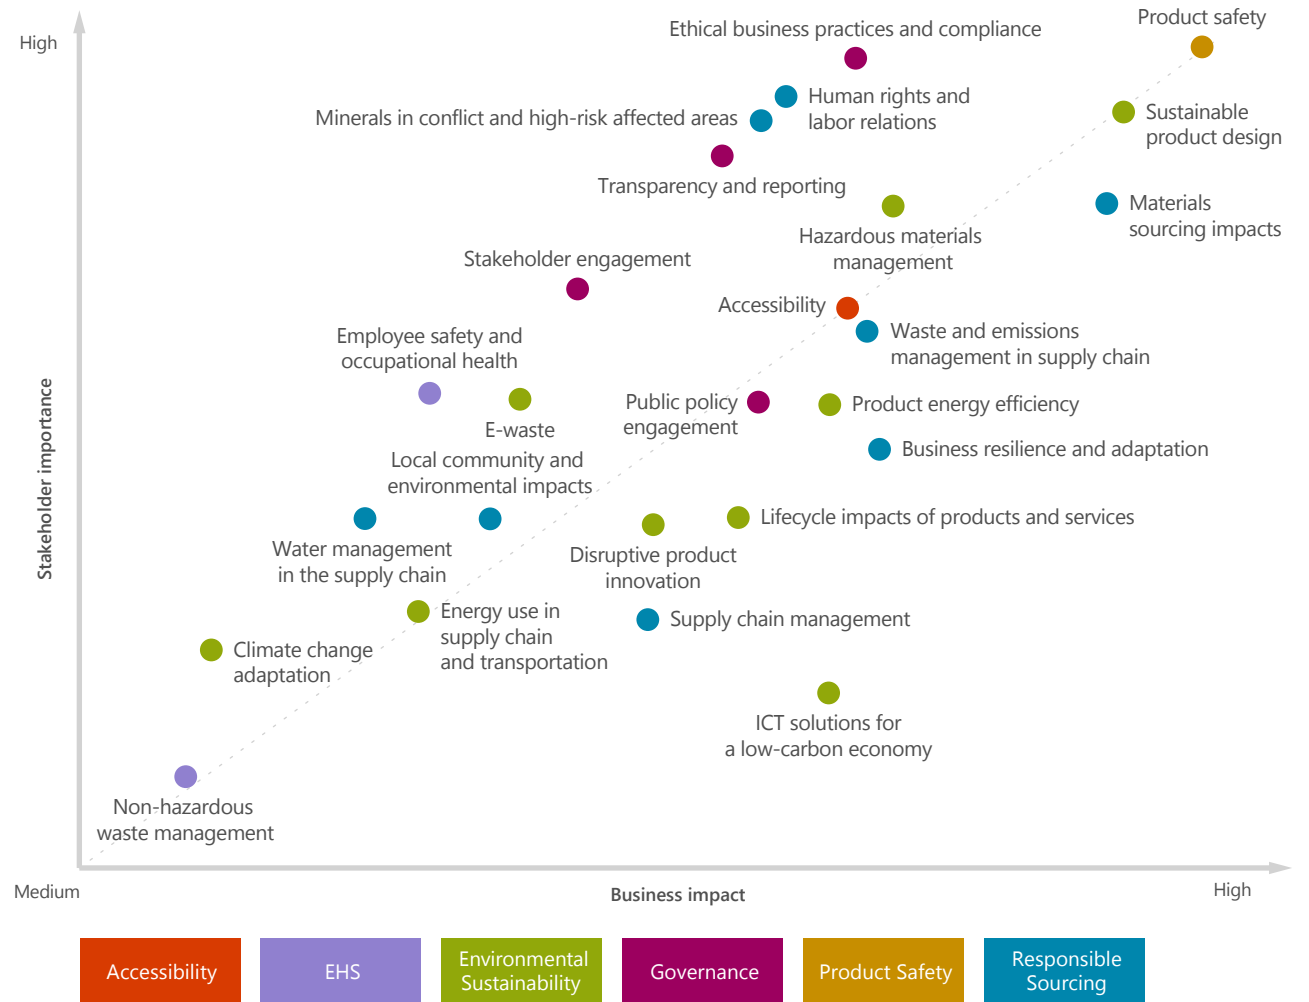 Product safety
Ethical business practices and compliance
High
Human rights and
labor relations
Minerals in conflict and high-risk affected areas
Sustainable
product design
Transparency and reporting
Materials
sourcing impacts
Hazardous materials
management
Stakeholder engagement
Accessibility
Waste and emissions
management in supply chain
Employee safety and
occupational health
Public policy
engagement
Product energy efficiency
E-waste
Business resilience and adaptation
Local community and
environmental impacts
Stakeholder importance
Lifecycle impacts of products and services
Water management
in the supply chain
Disruptive product
innovation
Energy use in
supply chain
and transportation
Supply chain management
Climate change
adaptation
ICT solutions for
a low-carbon economy
Non-hazardous
waste management
Medium
Business impact
High
Accessibility
EHS
Environmental
Sustainability
Governance
Product Safety
Responsible
Sourcing